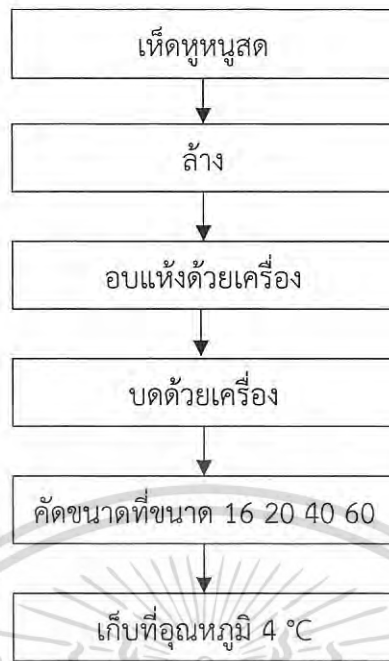 เห็ดหูหนูสด
ล้าง
อบแห้งด้วยเครื่อง
บดด้วยเครื่อง
คัดขนาดที่ขนาด 16 20 40 60
เก็บที่อุณหภูมิ 4 °C